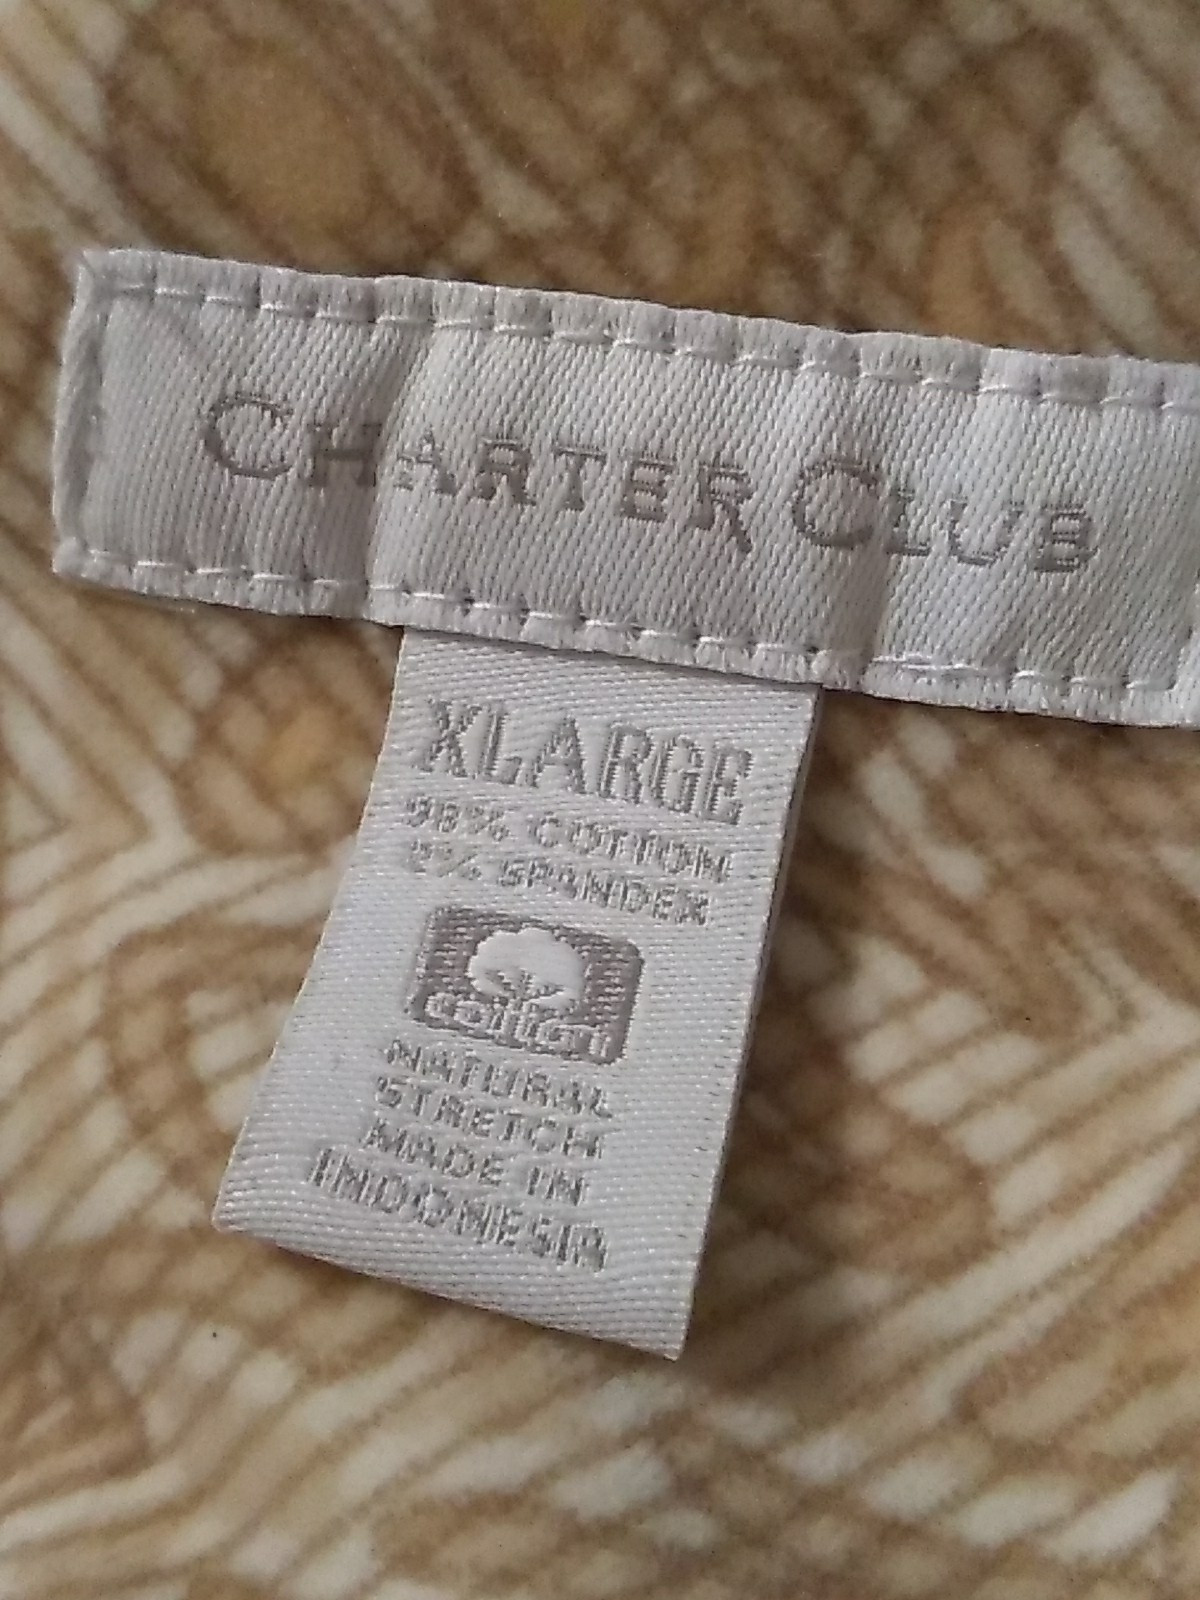 CHARTER CLUB
XLARGE
98% COTTON
2% SPANDEX
cotton
NATURAL
STRETCH
MADE IN
INDONESIA